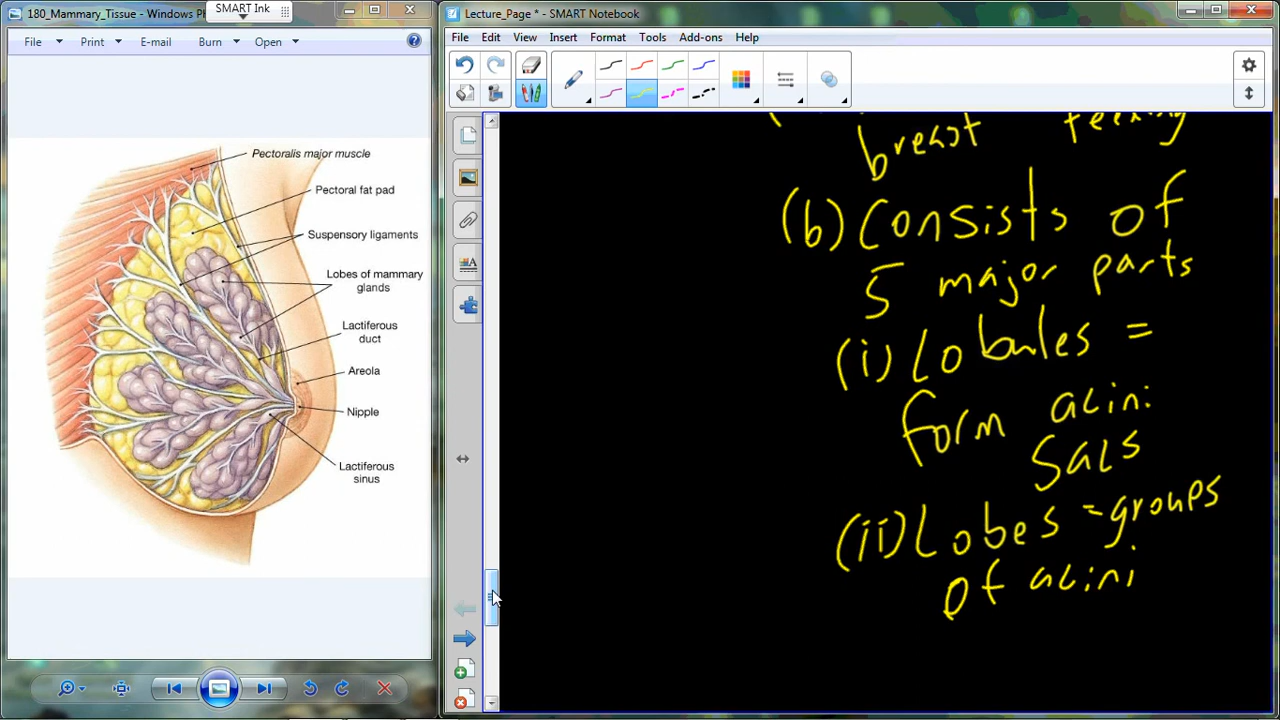 180_Mammary_Tissue - Windows Ph
SMART Ink
File Print E-mail Burn Open
Pectoralis major muscle
Pectoral fat pad
Suspensory ligaments
Lobes of mammary
glands
Lactiferous
duct
Areola
Nipple
Lactiferous
sinus
Lecture_Page * - SMART Notebook
File Edit View Insert Format Tools Add-ons Help
breast feeding
(b) Consists of
5 major parts
(i) Lobules =
form acini
sacs
(ii) Lobes = groups
of acini